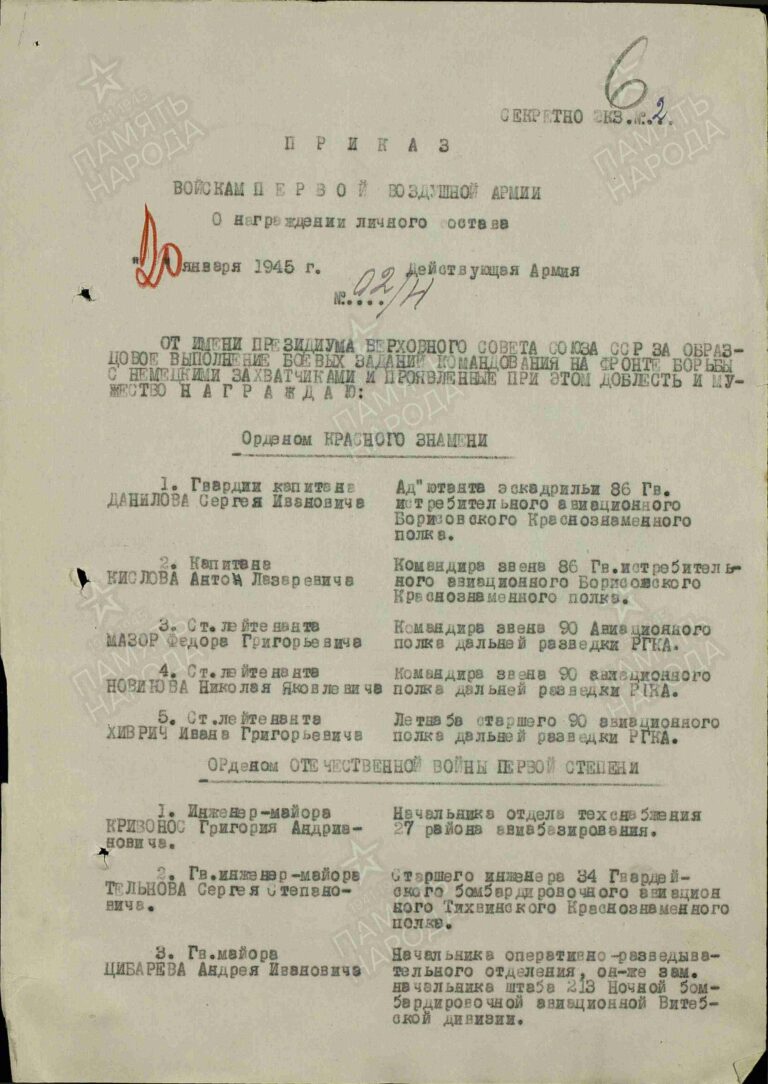 6
СЕКРЕТНО ЭКЗ.№.2.
П Р И К А З
ВОЙСКАМ П Е Р В О Й ВОЗДУШНОЙ АРМИИ
О награждении личного состава
"20" января 1945 г. Действующая Армия
№....02/Н
ОТ ИМЕНИ ПРЕЗИДИУМА ВЕРХОВНОГО СОВЕТА СОЮЗА ССР ЗА ОБРАЗ-
ЦОВОЕ ВЫПОЛНЕНИЕ БОЕВЫХ ЗАДАНИЙ КОМАНДОВАНИЯ НА ФРОНТЕ БОРЬБЫ
С НЕМЕЦКИМИ ЗАХВАТЧИКАМИ И ПРОЯВЛЕННЫЕ ПРИ ЭТОМ ДОБЛЕСТЬ И МУ-
ЖЕСТВО Н А Г Р А Ж Д А Ю:
Орденом КРАСНОГО ЗНАМЕНИ
1. Гвардии капитана
ДАНИЛОВА Сергея Ивановича
Ад"ютанта эскадрильи 86 Гв.
истребительного авиационного
Борисовского Краснознаменного
полка.
2. Капитана
КИСЛОВА Антон Лазаревича
Командира звена 86 Гв.истребитель-
ного авиационного Борисовского
Краснознаменного полка.
3. Ст.лейтенанта
МАЗОР Федора Григорьевича
Командира звена 90 Авиационного
полка дальней разведки РГКА.
4. Ст.лейтенанта
НОВИКОВА Николая Яковлевича
Командира звена 90 авиационного
полка дальней разведки РГКА.
5. Ст.лейтенанта
ХИВРИЧ Ивана Григорьевича
Летнаба старшего 90 авиационного
полка дальней разведки РГКА.
ОРденом ОТЕЧЕСТВЕННОЙ ВОЙНЫ ПЕРВОЙ СТЕПЕНИ
1. Инженер-майора
КРИВОНОС Григория Андриа-
новича.
Начальника отдела техснабжения
27 района авиабазирования.
2. Гв.инженер-майора
ТЕЛЬНОВА Сергея Степано-
вича.
Старшего инженера 34 Гвардей-
ского бомбардировочного авиацион
ного Тихвинского Краснознаменного
полка.
3. Гв.майора
ЦИБАРЕВА Андрея Ивановича
Начальника оперативно-разведыва-
тельного отделения, он-же зам.
начальника штаба 213 Ночной бом-
бардировочной авиационной Витеб-
ской дивизии.